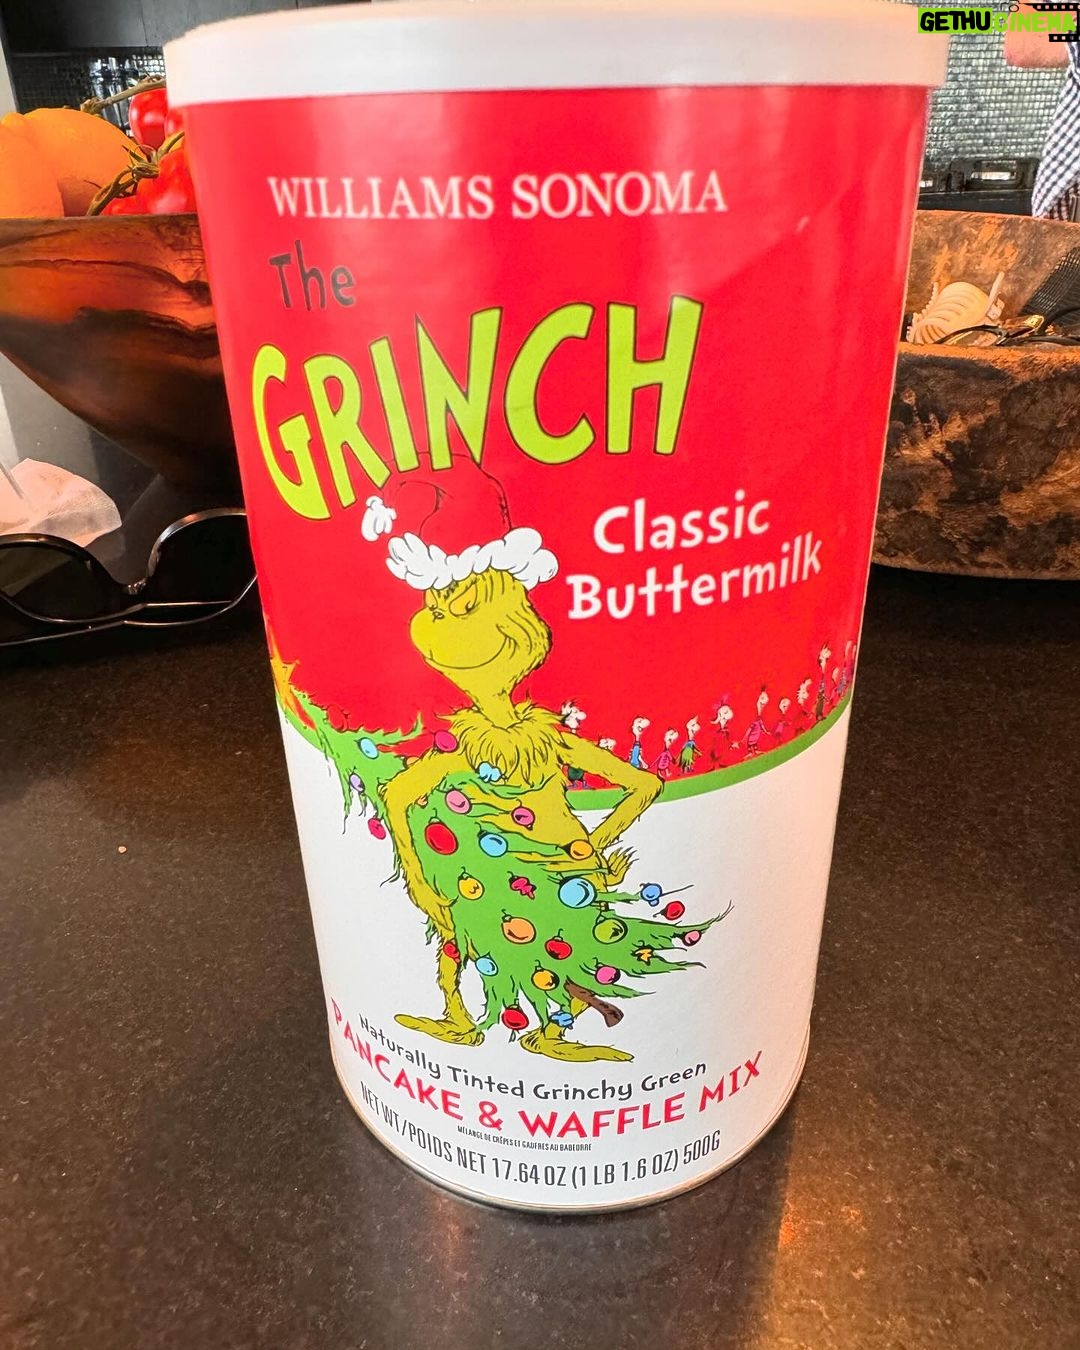 GETHUCINEMA
WILLIAMS SONOMA
The
GRINCH
Classic
Buttermilk
Naturally Tinted Grinchy Green
PANCAKE & WAFFLE MIX
MÉLANGE DE CRÊPES ET GAUFRES AU BABEURRE
NET WT/POIDS NET 17.64 OZ (1 LB 1.6 OZ) 500G